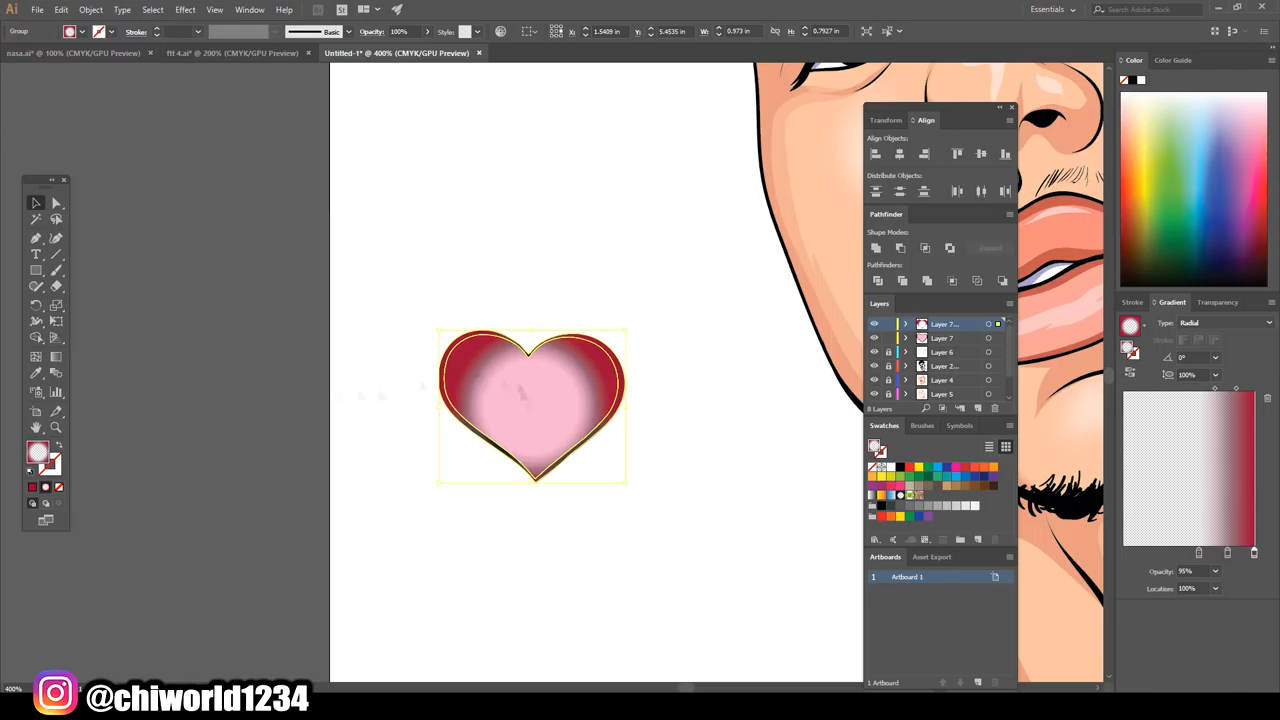 Ai File Edit Object Type Select Effect View Window Help Br St Essentials Search Adobe Stock
Group Stroke: Basic Opacity: 100% Style: X: 1.5409 in Y: 5.4535 in W: 0.973 in H: 0.7927 in
nasa.ai* @ 100% (CMYK/GPU Preview) × ftt 4.ai* @ 200% (CMYK/GPU Preview) × Untitled-1* @ 400% (CMYK/GPU Preview) ×
Color Color Guide
Transform Align
Align Objects:
Distribute Objects:
Pathfinder
Shape Modes:
Expand
Pathfinders:
Layers
Layer 7...
Layer 7
Layer 6
Layer 2...
Layer 4
Layer 5
8 Layers
Swatches Brushes Symbols
Artboards Asset Export
1 Artboard 1
1 Artboard
Stroke Gradient Transparency
Type: Radial
Stroke:
0°
100%
Opacity: 95%
Location: 100%
400%
@chiworld1234